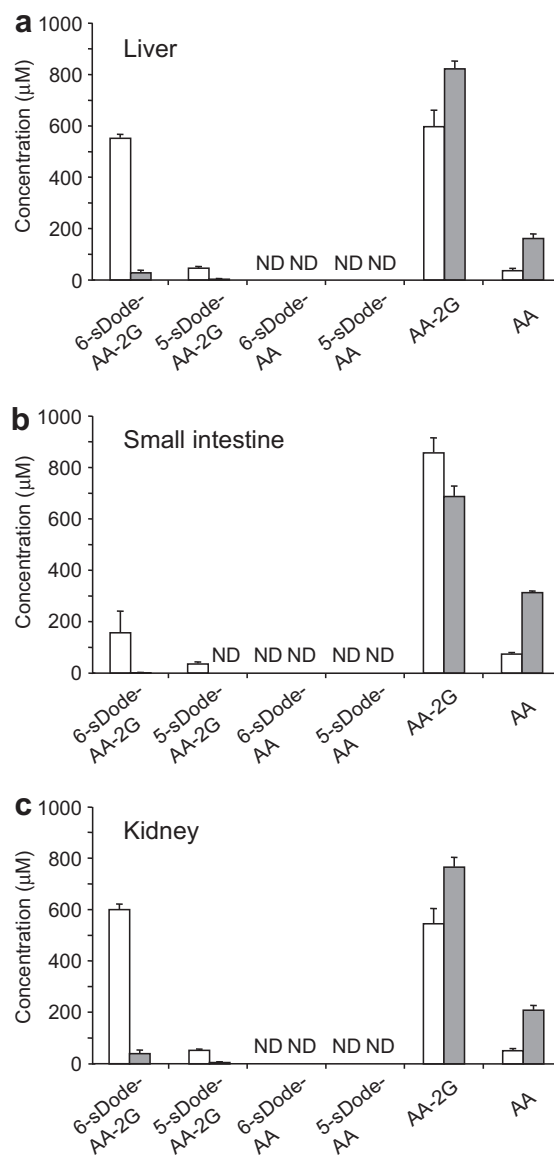 a
Liver
Concentration (μM)
1000
800
600
400
200
0
ND ND
ND ND
6-sDode-
AA-2G
5-sDode-
AA-2G
6-sDode-
AA
5-sDode-
AA
AA-2G
AA
b
Small intestine
Concentration (μM)
1000
800
600
400
200
0
ND
ND ND
ND ND
6-sDode-
AA-2G
5-sDode-
AA-2G
6-sDode-
AA
5-sDode-
AA
AA-2G
AA
c
Kidney
Concentration (μM)
1000
800
600
400
200
0
ND ND
ND ND
6-sDode-
AA-2G
5-sDode-
AA-2G
6-sDode-
AA
5-sDode-
AA
AA-2G
AA